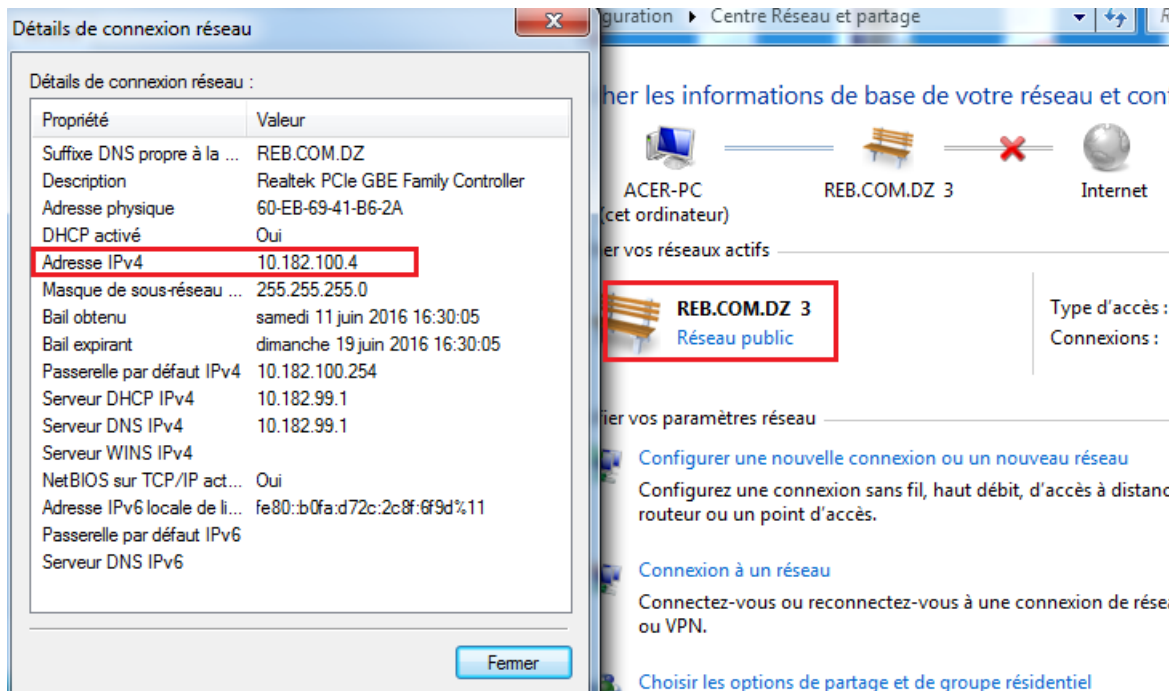 Détails de connexion réseau
Détails de connexion réseau :
Propriété Valeur
Suffixe DNS propre à la ... REB.COM.DZ
Description Realtek PCIe GBE Family Controller
Adresse physique 60-EB-69-41-B6-2A
DHCP activé Oui
Adresse IPv4 10.182.100.4
Masque de sous-réseau ... 255.255.255.0
Bail obtenu samedi 11 juin 2016 16:30:05
Bail expirant dimanche 19 juin 2016 16:30:05
Passerelle par défaut IPv4 10.182.100.254
Serveur DHCP IPv4 10.182.99.1
Serveur DNS IPv4 10.182.99.1
Serveur WINS IPv4
NetBIOS sur TCP/IP act... Oui
Adresse IPv6 locale de li... fe80::b0fa:d72c:2c8f:6f9d%11
Passerelle par défaut IPv6
Serveur DNS IPv6
Fermer
guration ▸ Centre Réseau et partage
her les informations de base de votre réseau et con
ACER-PC
(cet ordinateur)
REB.COM.DZ 3
Internet
er vos réseaux actifs
REB.COM.DZ 3
Réseau public
Type d'accès :
Connexions :
fier vos paramètres réseau
Configurer une nouvelle connexion ou un nouveau réseau
Configurez une connexion sans fil, haut débit, d'accès à distanc
routeur ou un point d'accès.
Connexion à un réseau
Connectez-vous ou reconnectez-vous à une connexion de résea
ou VPN.
Choisir les options de partage et de groupe résidentiel